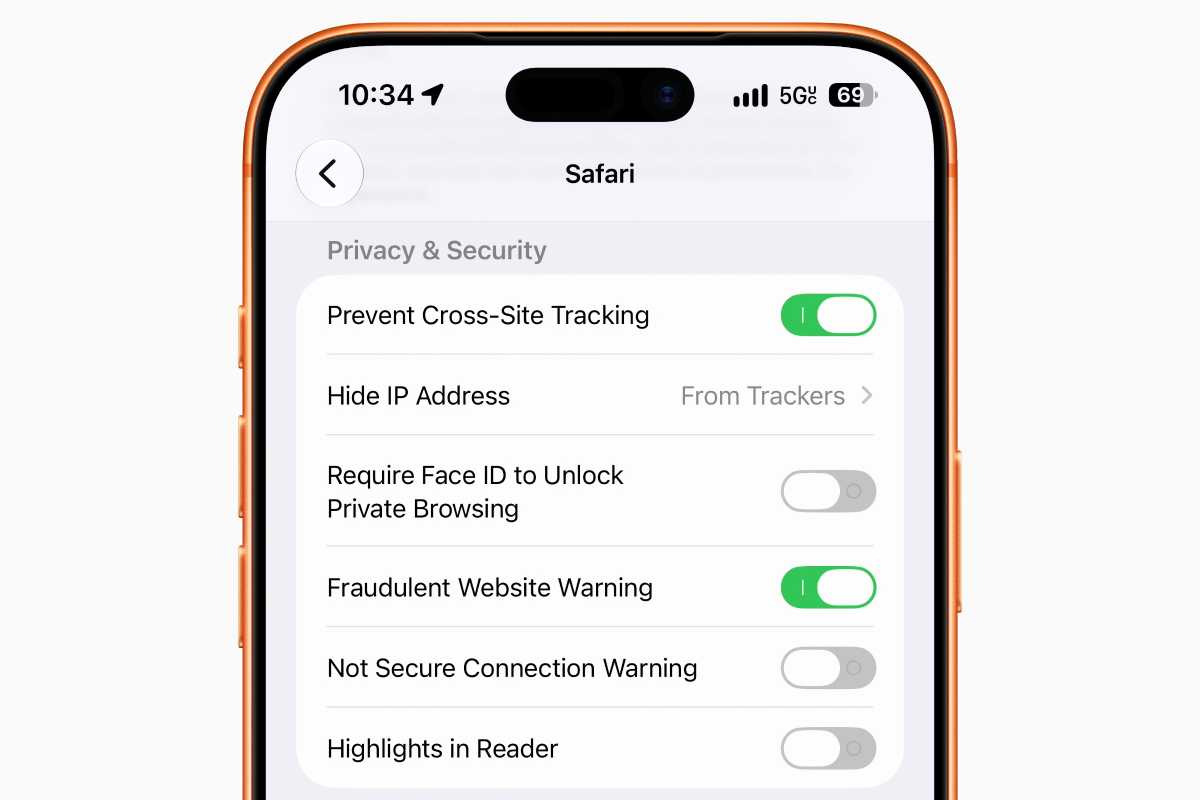 10:34
5GUC
69
Safari
Privacy & Security
Prevent Cross-Site Tracking
Hide IP Address From Trackers
Require Face ID to Unlock
Private Browsing
Fraudulent Website Warning
Not Secure Connection Warning
Highlights in Reader